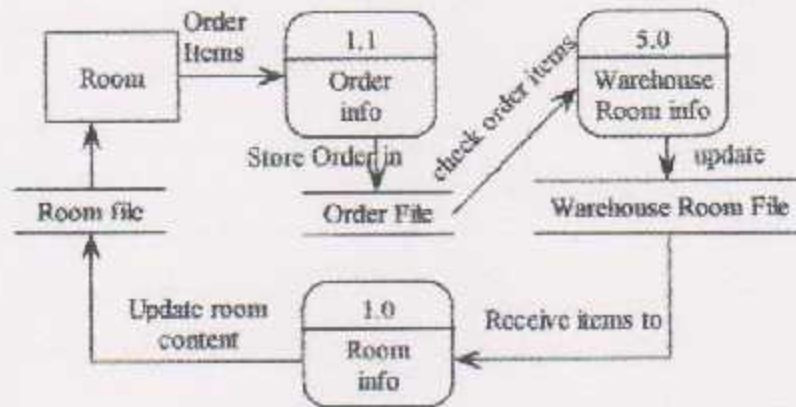 Order
Items
Room
1.1
Order
info
check order items
5.0
Warehouse
Room info
Store Order in
update
Room file
Order File
Warehouse Room File
Update room
content
1.0
Room
info
Receive items to